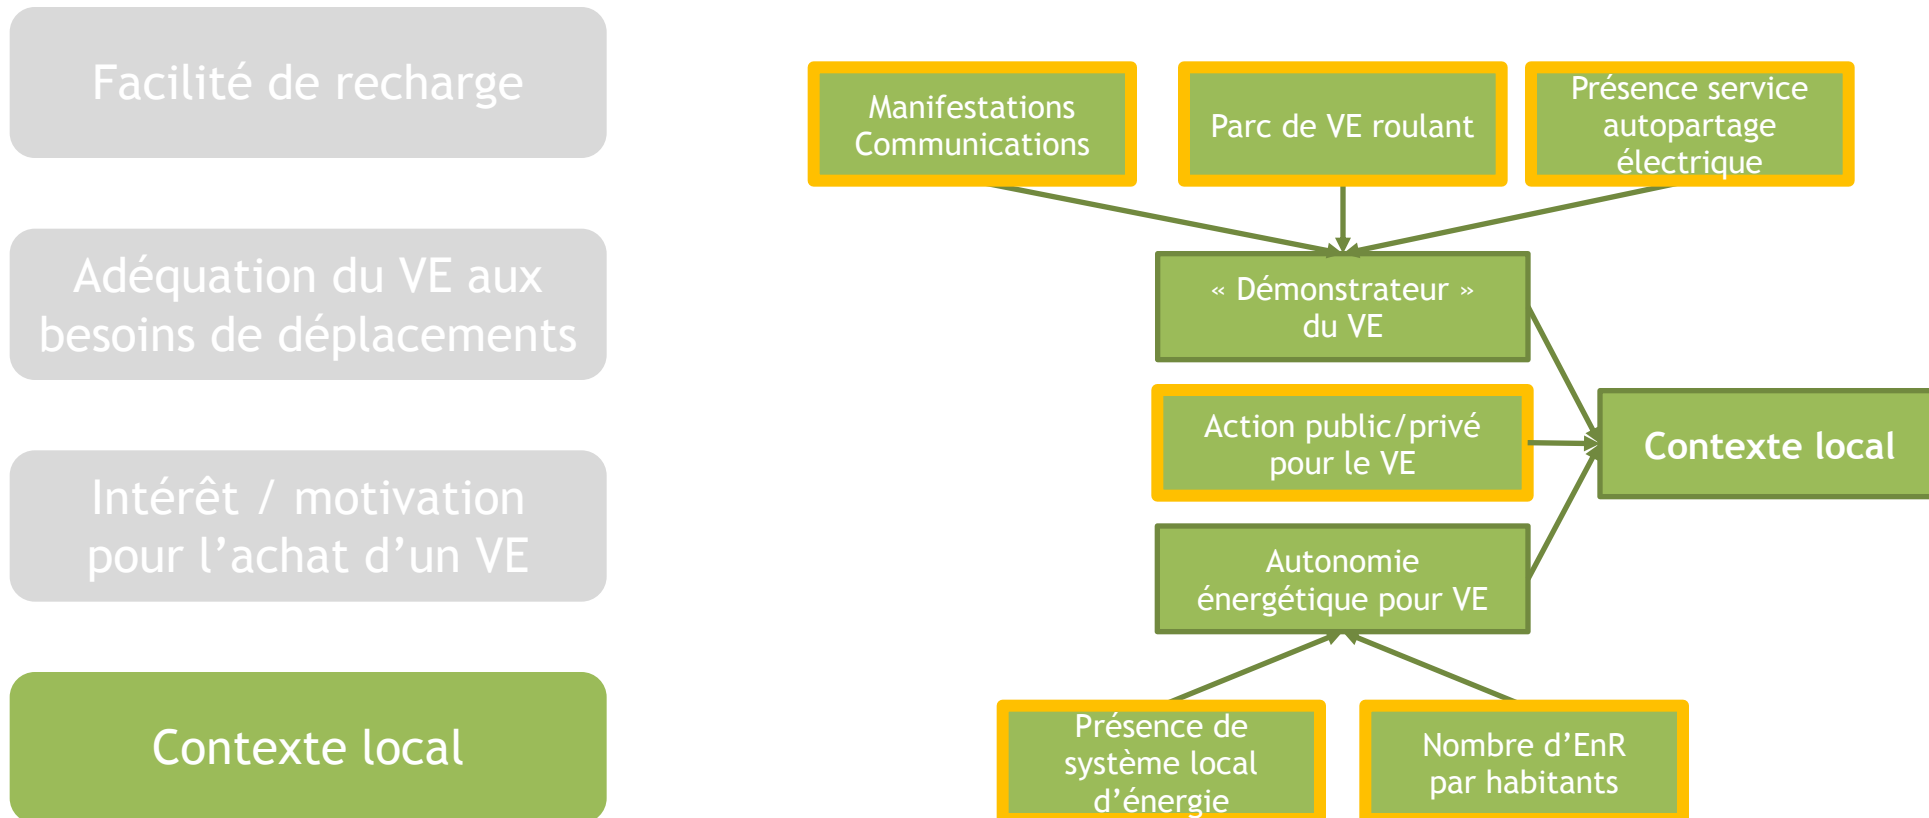 Facilité de recharge
Adéquation du VE aux
besoins de déplacements
Intérêt / motivation
pour l’achat d’un VE
Contexte local
Manifestations
Communications
Parc de VE roulant
Présence service
autopartage
électrique
« Démonstrateur »
du VE
Action public/privé
pour le VE
Contexte local
Autonomie
énergétique pour VE
Présence de
système local
d’énergie
Nombre d’EnR
par habitants